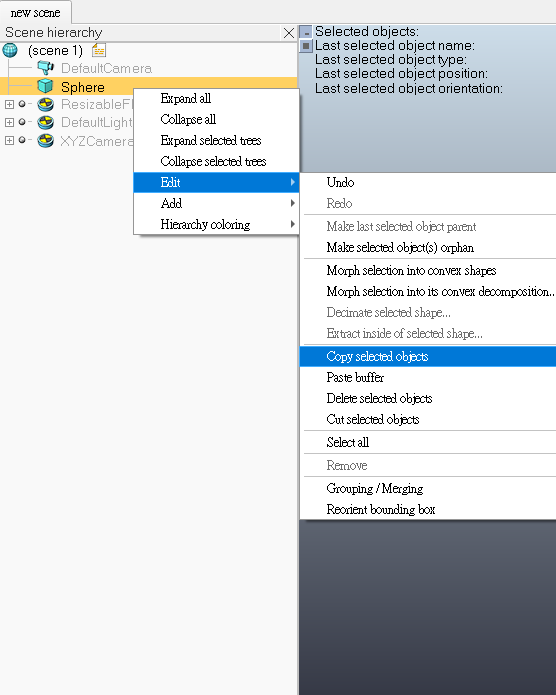 new scene
Scene hierarchy
(scene 1)
DefaultCamera
Sphere
DefaultLight
XYZCamera
Expand all
Collapse all
Expand selected trees
Collapse selected trees
Edit
Add
Hierarchy coloring
Selected objects:
Last selected object name:
Last selected object type:
Last selected object position:
Last selected object orientation:
Undo
Redo
Make last selected object parent
Make selected object(s) orphan
Morph selection into convex shapes
Morph selection into its convex decomposition...
Decimate selected shape...
Extract inside of selected shape...
Copy selected objects
Paste buffer
Delete selected objects
Cut selected objects
Select all
Remove
Grouping / Merging
Reorient bounding box